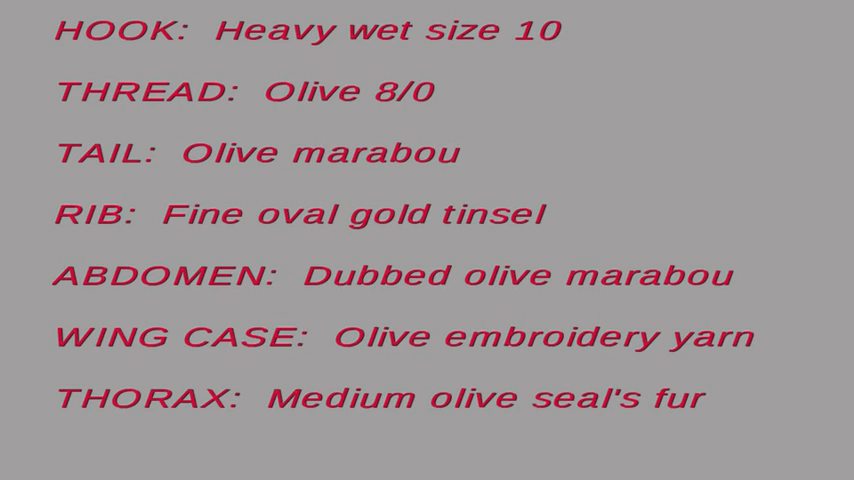 HOOK: Heavy wet size 10
THREAD: Olive 8/0
TAIL: Olive marabou
RIB: Fine oval gold tinsel
ABDOMEN: Dubbed olive marabou
WING CASE: Olive embroidery yarn
THORAX: Medium olive seal's fur